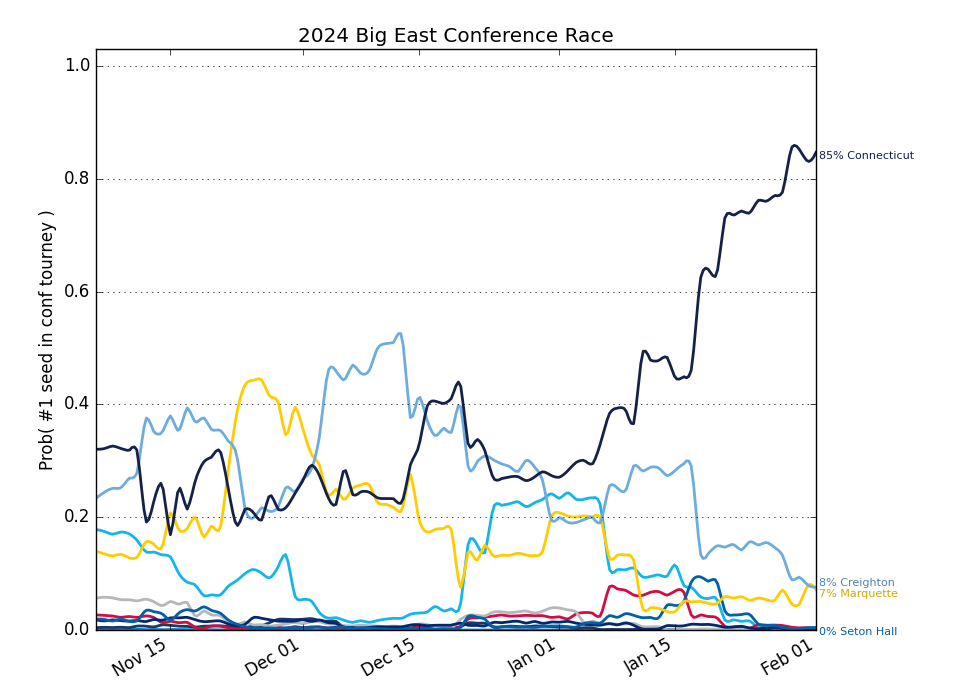 2024 Big East Conference Race
Prob( #1 seed in conf tourney )
1.0
0.8
0.6
0.4
0.2
0.0
85% Connecticut
8% Creighton
7% Marquette
0% Seton Hall
Nov 15
Dec 01
Dec 15
Jan 01
Jan 15
Feb 01